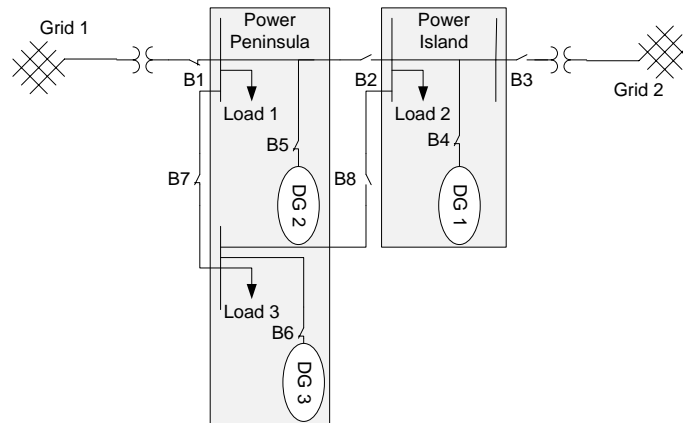 Grid 1
Power
Peninsula
Power
Island
B1
B2
B3
Grid 2
Load 1
Load 2
B5
B4
B7
B8
DG 2
DG 1
Load 3
B6
DG 3